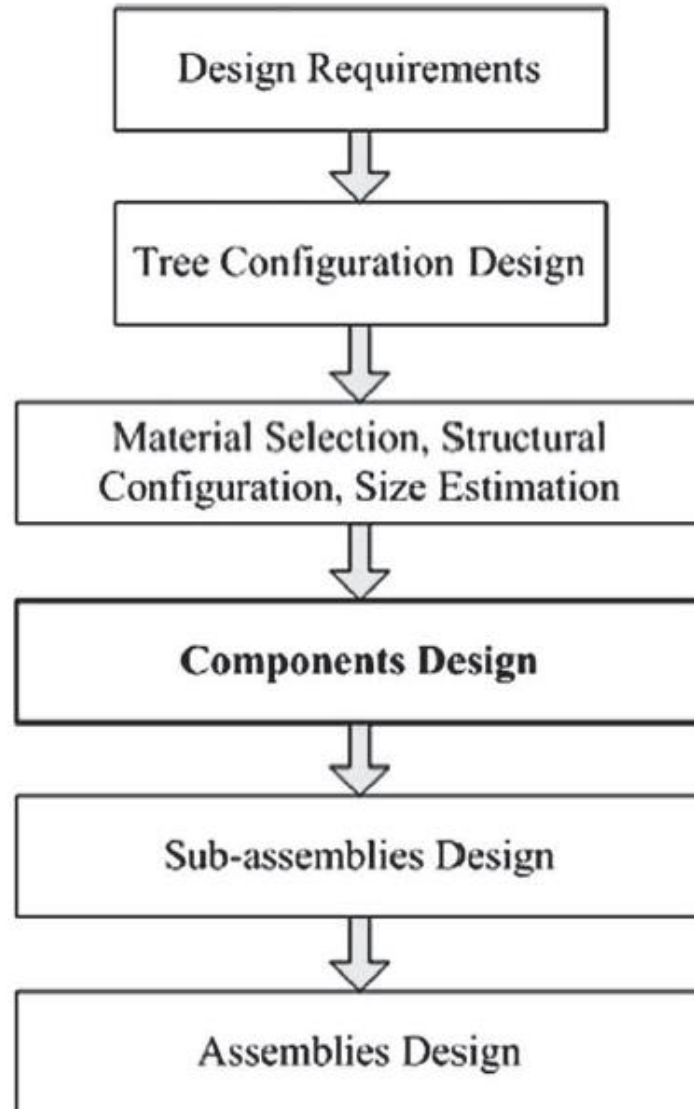 Design Requirements
Tree Configuration Design
Material Selection, Structural
Configuration, Size Estimation
Components Design
Sub-assemblies Design
Assemblies Design